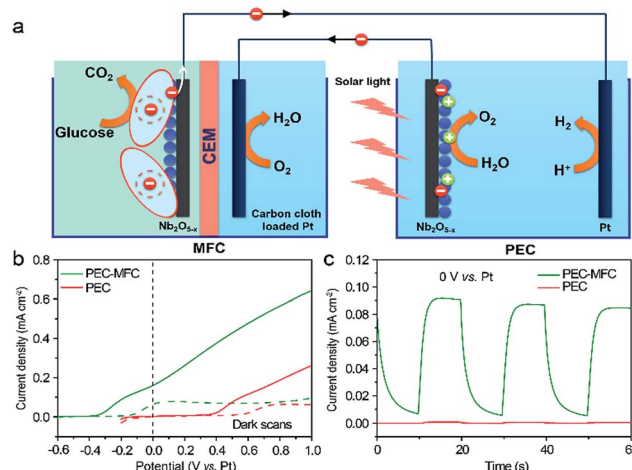 a
CO2
Glucose
Nb2O5-x
CEM
H2O
O2
Carbon cloth
loaded Pt
MFC
Solar light
Nb2O5-x
O2
H2O
H2
H+
Pt
PEC
b
0.8
0.6
0.4
0.2
0.0
Current density (mA cm-2)
PEC-MFC
PEC
Dark scans
-0.6 -0.4 -0.2 0.0 0.2 0.4 0.6 0.8 1.0
Potential (V vs. Pt)
c
0.12
0.10
0.08
0.06
0.04
0.02
0.00
Current density (mA cm-2)
0 V vs. Pt
PEC-MFC
PEC
0 20 40
Time (s)